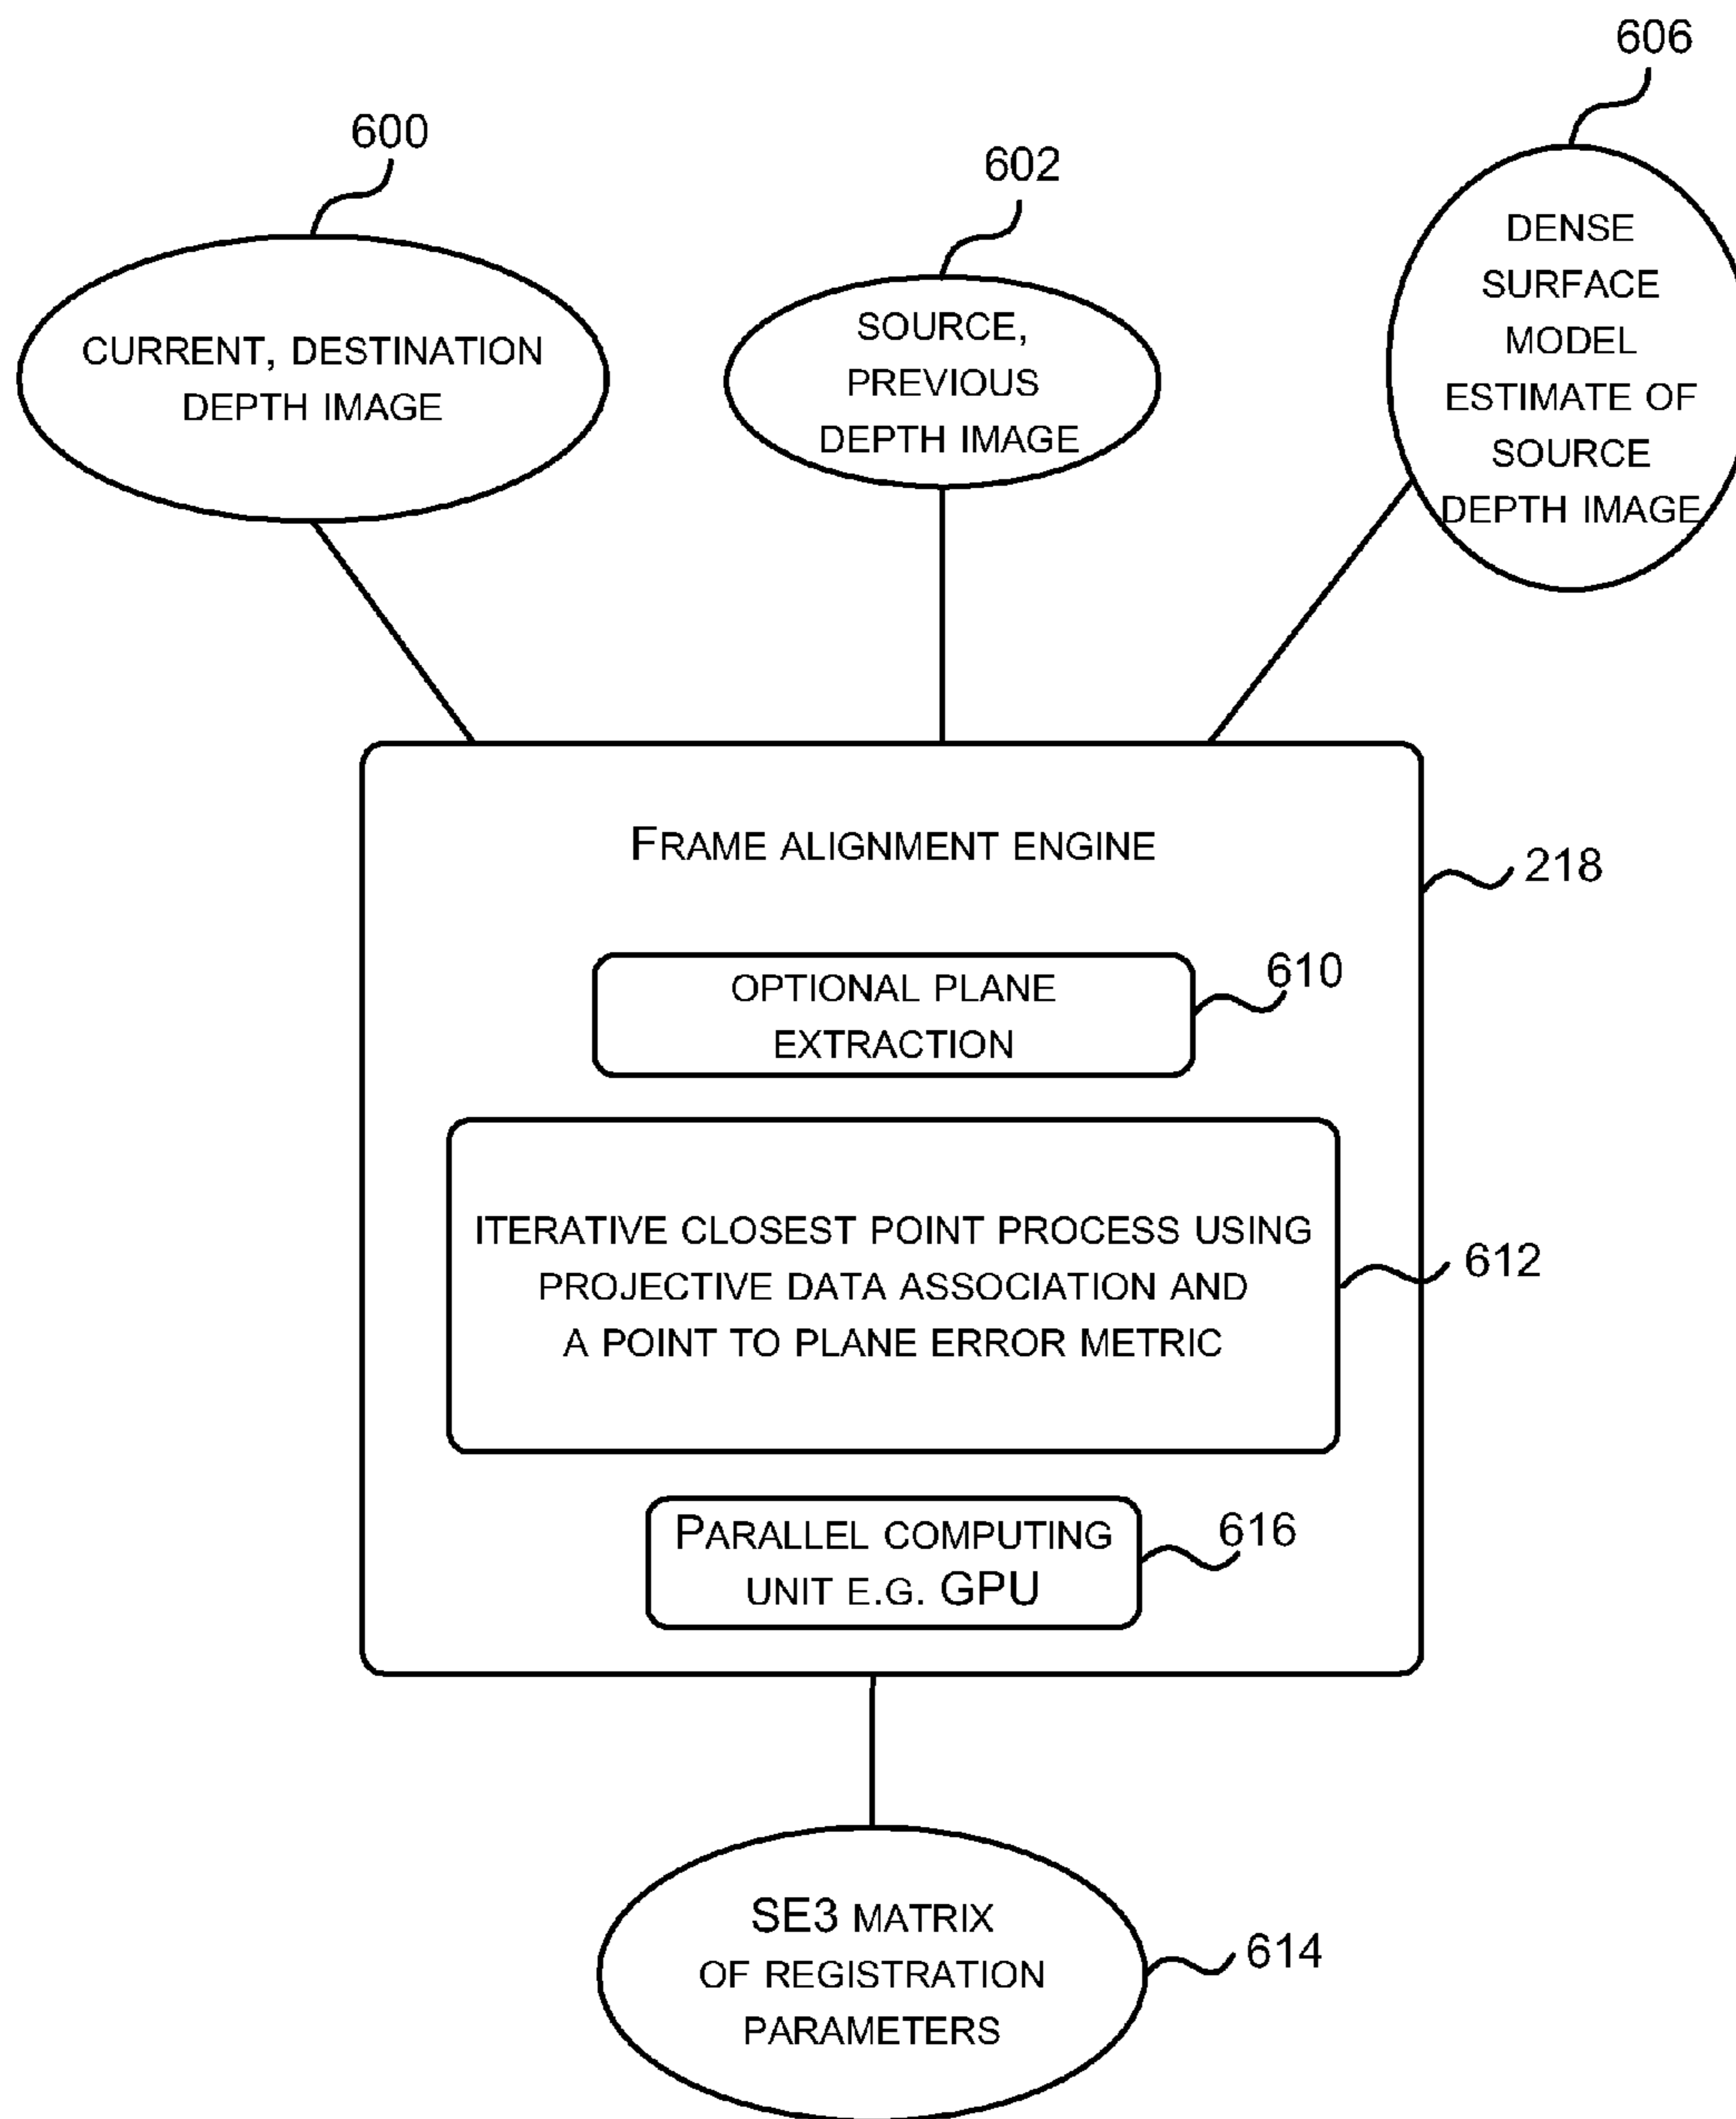 606
600
602
DENSE
SURFACE
MODEL
ESTIMATE OF
SOURCE
DEPTH IMAGE
SOURCE,
PREVIOUS
DEPTH IMAGE
CURRENT, DESTINATION
DEPTH IMAGE
FRAME ALIGNMENT ENGINE
218
OPTIONAL PLANE
EXTRACTION
610
ITERATIVE CLOSEST POINT PROCESS USING
PROJECTIVE DATA ASSOCIATION AND
A POINT TO PLANE ERROR METRIC
612
PARALLEL COMPUTING
UNIT E.G. GPU
616
SE3 MATRIX
OF REGISTRATION
PARAMETERS
614